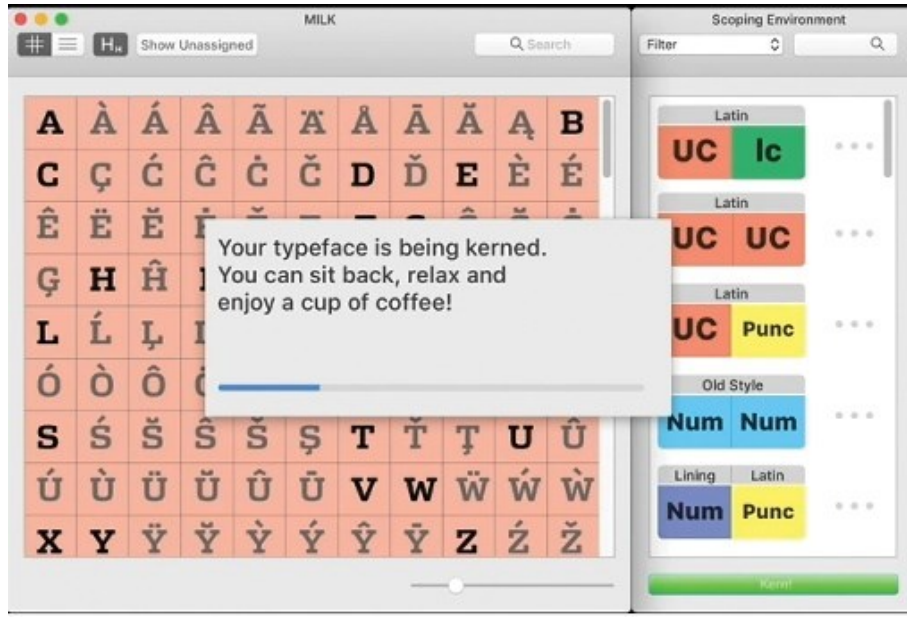 MILK
Scoping Environment
H H
Show Unassigned
Search
Filter
A À Á Â Ã Ä Å Ā Ă Ą B
C Ç Ć Ĉ Ċ Č D Ď E È É
Ê Ë Ĕ
H Ĥ
L Ĺ Ļ
Ó Ò Ô
S Ś Š Ŝ Š Ş T Ť Ţ U Û
Ú Ù Ü Ŭ Û Ū V W Ẅ Ẃ Ẁ
X Y Ÿ Y̆ Ỳ Ý Ŷ Ȳ Z Ź Ž
Your typeface is being kerned.
You can sit back, relax and
enjoy a cup of coffee!
Latin
UC lc
Latin
UC UC
Latin
UC Punc
Old Style
Num Num
Lining Latin
Num Punc
Kern!